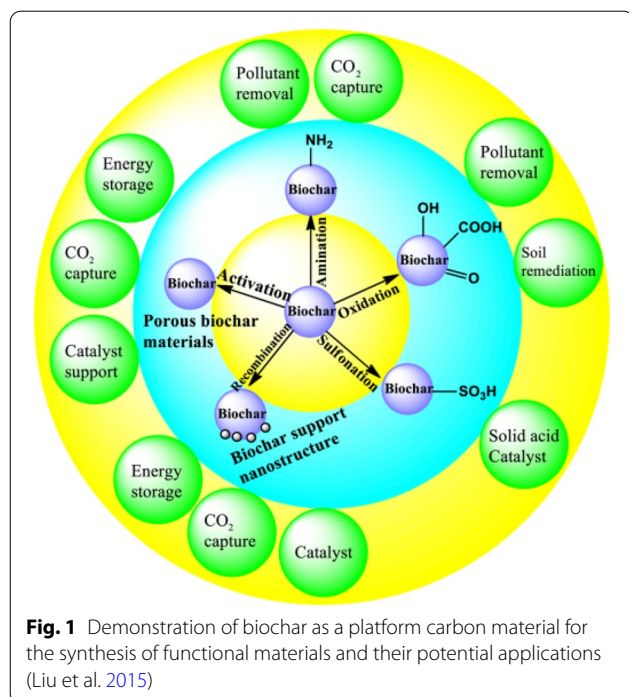 Pollutant
removal
CO2
capture
Energy
storage
NH2
Biochar
Pollutant
removal
OH
COOH
Biochar
O
CO2
capture
Soil
remediation
Amination
Activation
Biochar
Oxidation
Biochar
Porous biochar
materials
Recombination
Sulfonation
Catalyst
support
Biochar
SO3H
Biochar
Biochar support
nanostructure
Solid acid
Catalyst
Energy
storage
CO2
capture
Catalyst
Fig. 1 Demonstration of biochar as a platform carbon material for
the synthesis of functional materials and their potential applications
(Liu et al. 2015)